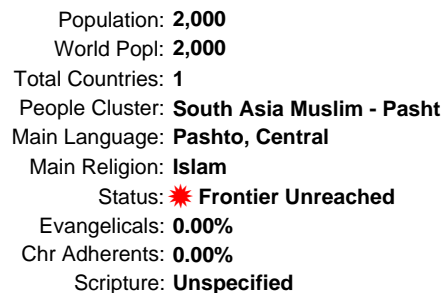 Population: 2,000
World Popl: 2,000
Total Countries: 1
People Cluster: South Asia Muslim - Pasht
Main Language: Pashto, Central
Main Religion: Islam
Status: Frontier Unreached
Evangelicals: 0.00%
Chr Adherents: 0.00%
Scripture: Unspecified